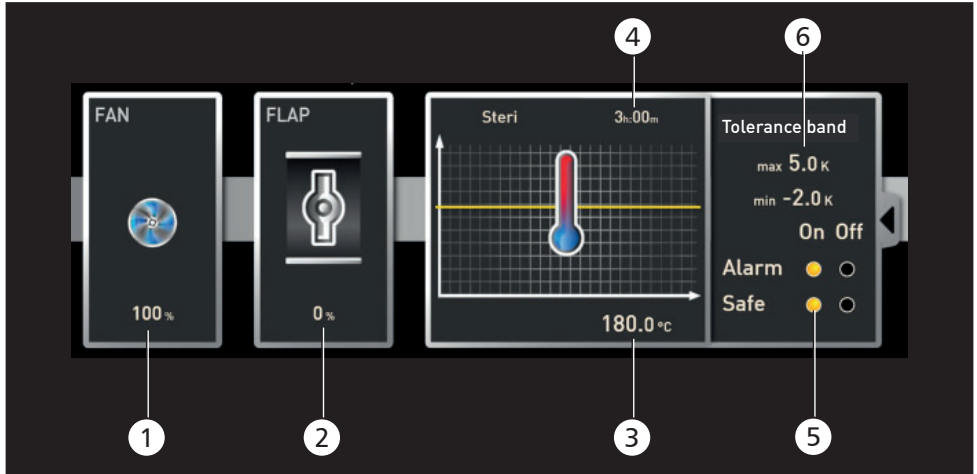 4
6
FAN
FLAP
Steri 3h:00m
Tolerance band
max 5.0 K
min -2.0 K
On Off
Alarm
Safe
100 %
0 %
180.0 °C
1
2
3
5